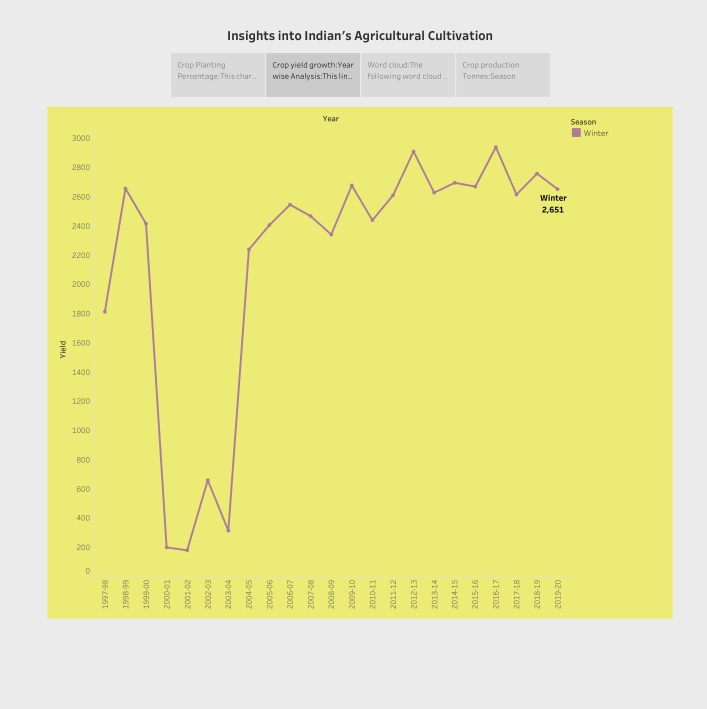 Insights into Indian’s Agricultural Cultivation
Crop Planting
Percentage:This char...
Crop yield growth:Year
wise Analysis:This lin...
Word cloud:The
following word cloud...
Crop production
Tonnes:Season
Year
Season
Winter
3000
2800
2600
2400
2200
2000
1800
1600
1400
1200
1000
800
600
400
200
0
Yield
Winter
2,651
1997-98
1998-99
1999-00
2000-01
2001-02
2002-03
2003-04
2004-05
2005-06
2006-07
2007-08
2008-09
2009-10
2010-11
2011-12
2012-13
2013-14
2014-15
2015-16
2016-17
2017-18
2018-19
2019-20